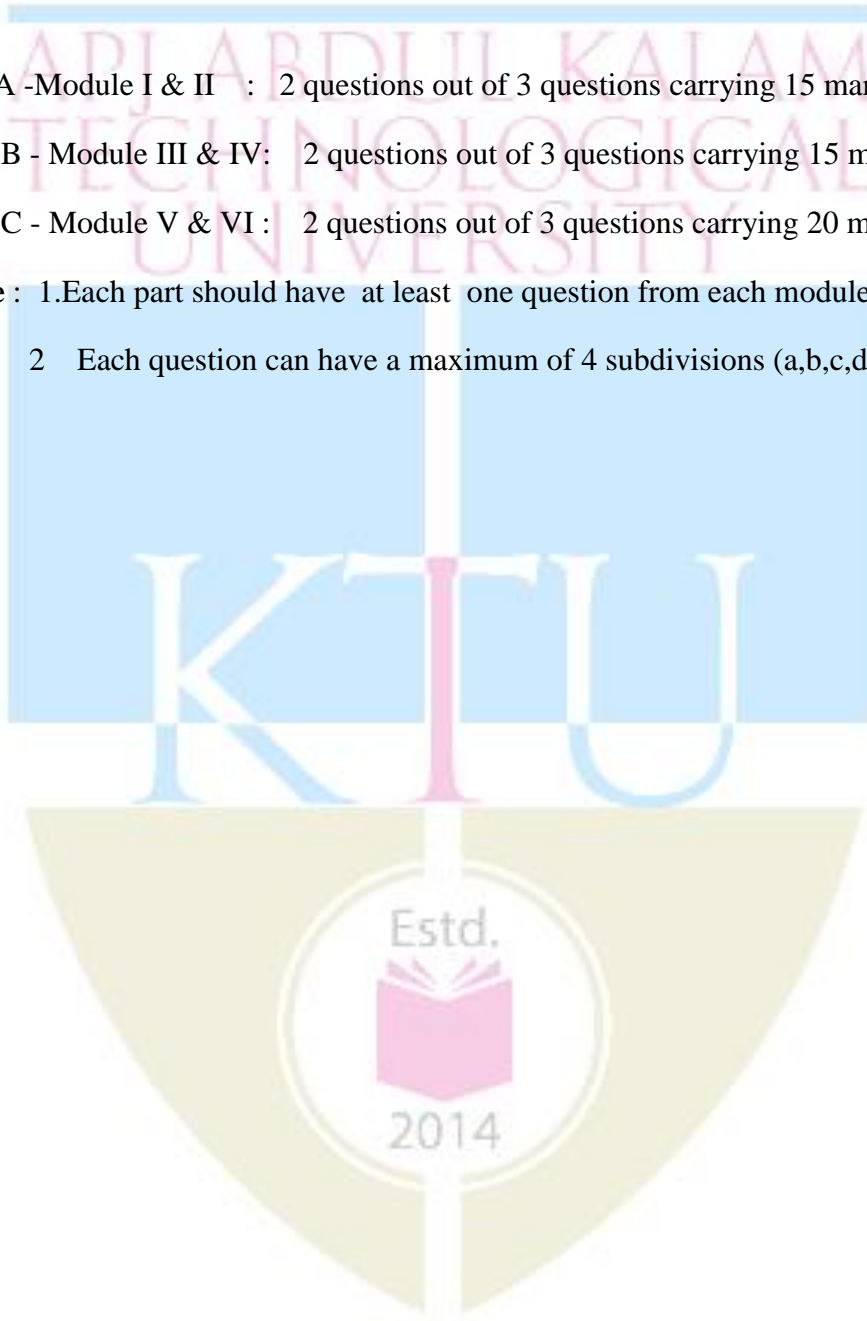 APJ ABDUL KALAM
A -Module I & II : 2 questions out of 3 questions carrying 15
TECHNOLOGICAL
B - Module III & IV: 2 questions out of 3 questions carrying 15
C - Module V & VI : 2 questions out of 3 questions carrying 20
UNIVERSITY
: 1.Each part should have at least one question from each module
2 Each question can have a maximum of 4 subdivisions (a,b,c,d
KTU
Estd.
2014